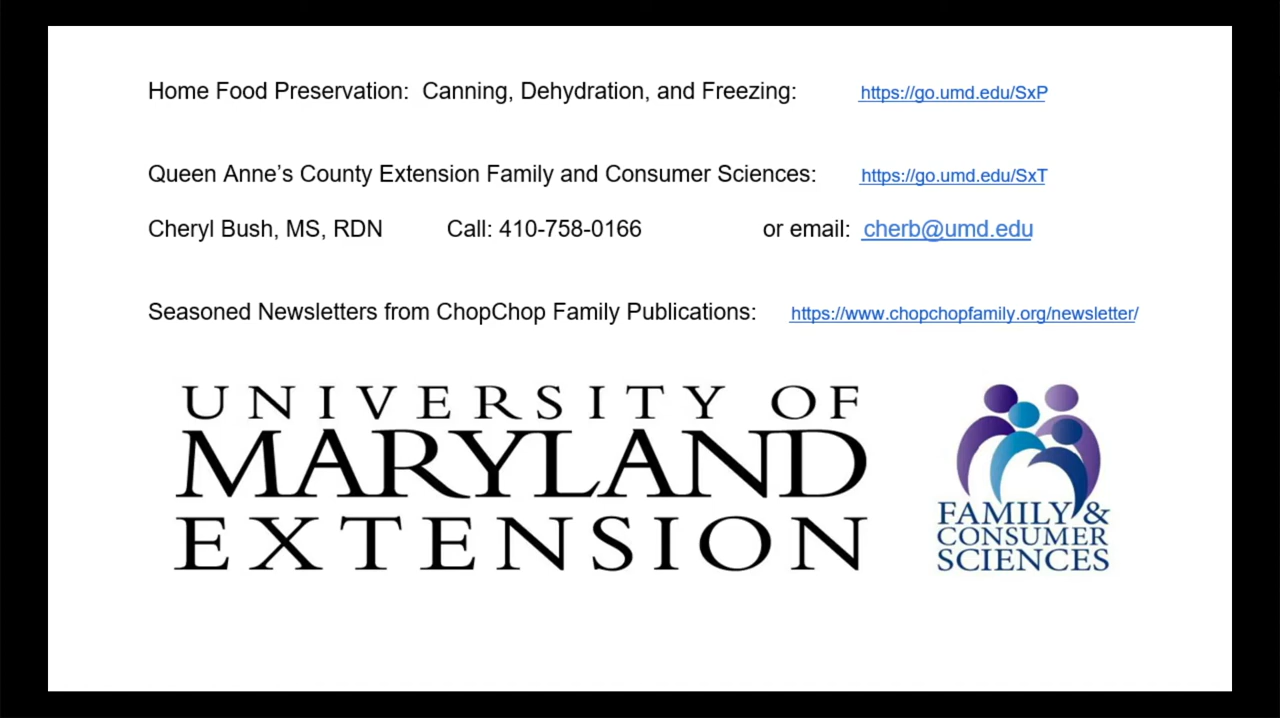 Home Food Preservation: Canning, Dehydration, and Freezing: https://go.umd.edu/SxP
Queen Anne’s County Extension Family and Consumer Sciences: https://go.umd.edu/SxT
Cheryl Bush, MS, RDN Call: 410-758-0166 or email: cherb@umd.edu
Seasoned Newsletters from ChopChop Family Publications: https://www.chopchopfamily.org/newsletter/
UNIVERSITY OF
MARYLAND
EXTENSION
FAMILY &
CONSUMER
SCIENCES